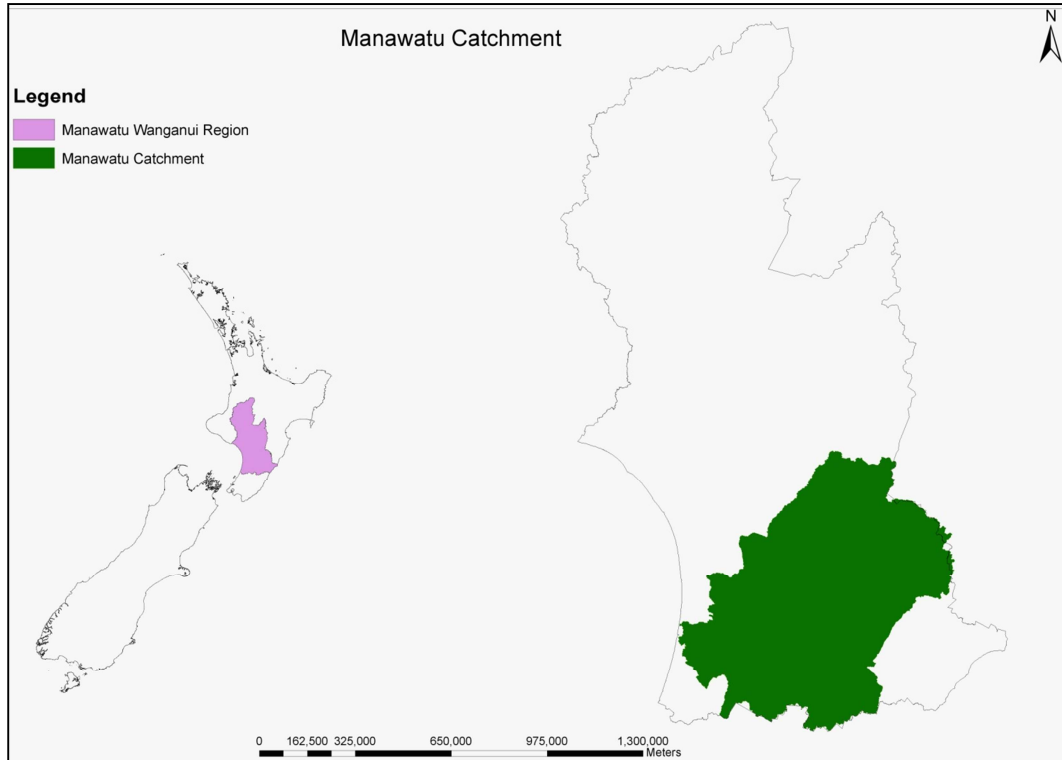 Manawatu Catchment
N
Legend
Manawatu Wanganui Region
Manawatu Catchment
0 162,500 325,000 650,000 975,000 1,300,000
Meters